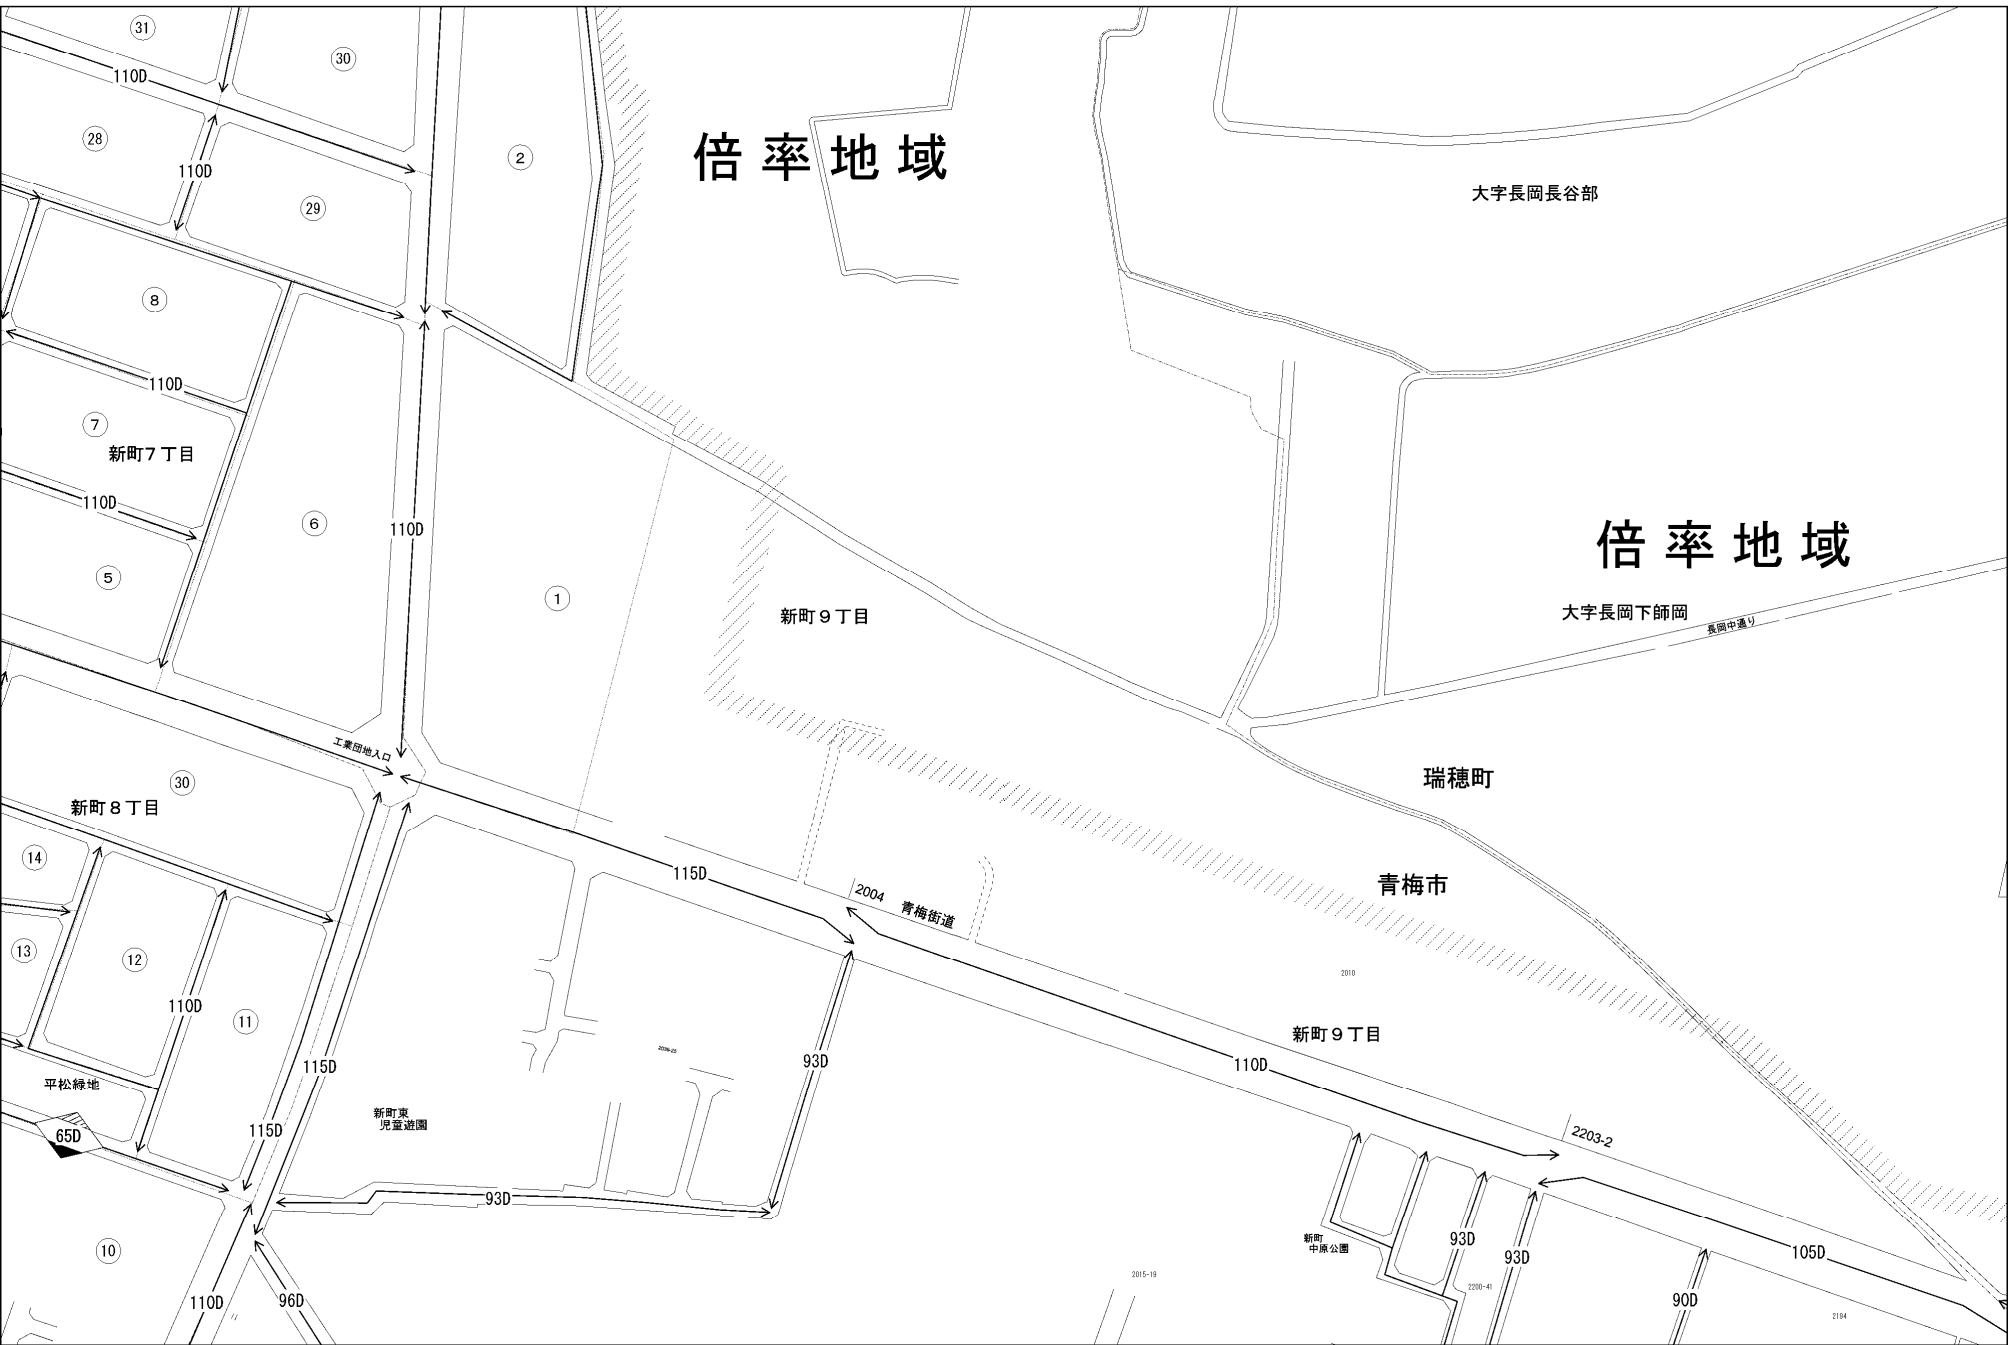 31
30
110D
28
2
倍率地域
110D
大字長岡長谷部
29
8
110D
7
新町7丁目
110D
6
110D
倍率地域
5
1
新町9丁目
大字長岡下師岡
長岡中通り
工業団地入口
30
瑞穂町
新町8丁目
14
115D
青梅市
2004
青梅街道
13
12
2010
110D
11
新町9丁目
115D
93D
110D
平松緑地
新町東
児童遊園
65D
115D
2203-2
93D
新町
中原公園
93D
93D
105D
10
2015-19
2200-41
110D
96D
90D
2194